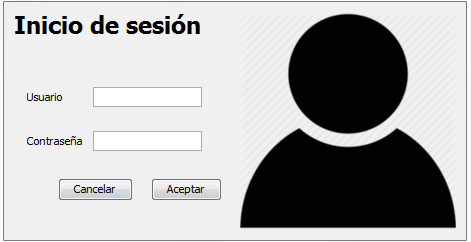 Inicio de sesión
Usuario
Contraseña
Cancelar Aceptar